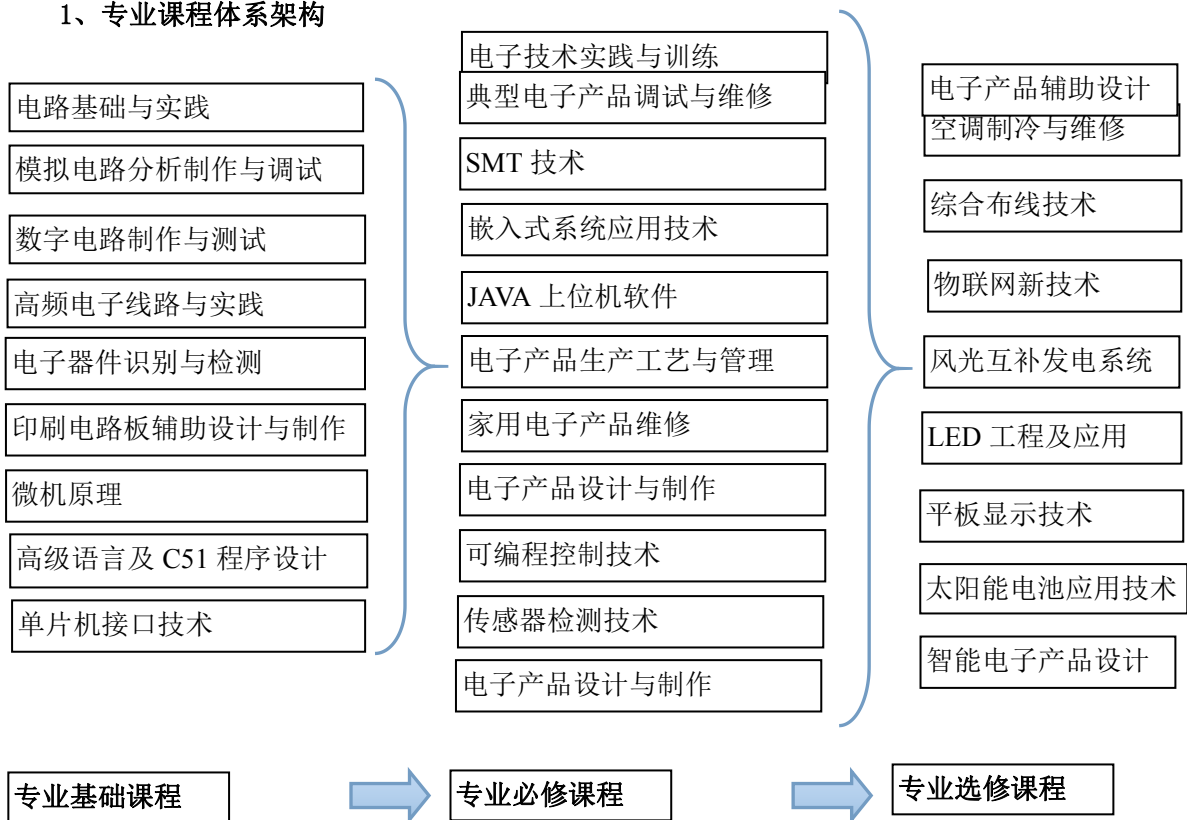 1、专业课程体系架构
电路基础与实践
模拟电路分析制作与调试
数字电路制作与测试
高频电子线路与实践
电子器件识别与检测
印刷电路板辅助设计与制作
微机原理
高级语言及 C51 程序设计
单片机接口技术
电子技术实践与训练
典型电子产品调试与维修
SMT 技术
嵌入式系统应用技术
JAVA 上位机软件
电子产品生产工艺与管理
家用电子产品维修
电子产品设计与制作
可编程控制技术
传感器检测技术
电子产品设计与制作
电子产品辅助设计
空调制冷与维修
综合布线技术
物联网新技术
风光互补发电系统
LED 工程及应用
平板显示技术
太阳能电池应用技术
智能电子产品设计
专业基础课程
专业必修课程
专业选修课程